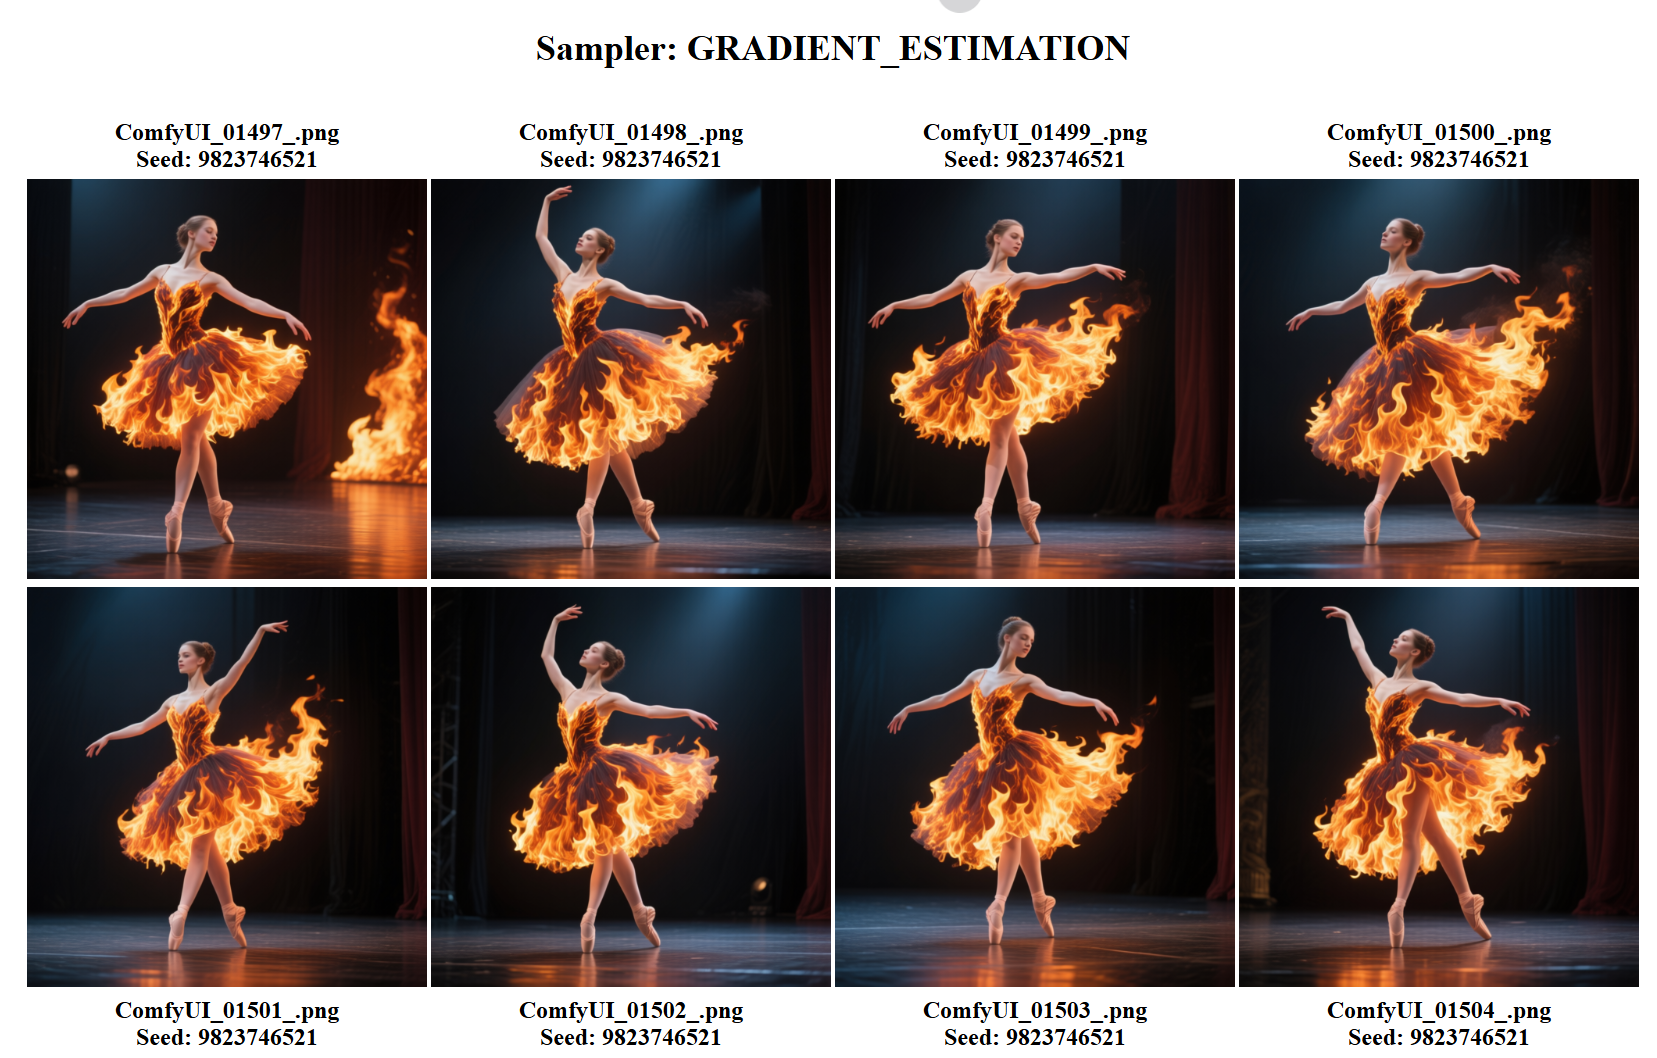 Sampler: GRADIENT_ESTIMATION
ComfyUI_01497_.png
Seed: 9823746521
ComfyUI_01498_.png
Seed: 9823746521
ComfyUI_01499_.png
Seed: 9823746521
ComfyUI_01500_.png
Seed: 9823746521
ComfyUI_01501_.png
Seed: 9823746521
ComfyUI_01502_.png
Seed: 9823746521
ComfyUI_01503_.png
Seed: 9823746521
ComfyUI_01504_.png
Seed: 9823746521